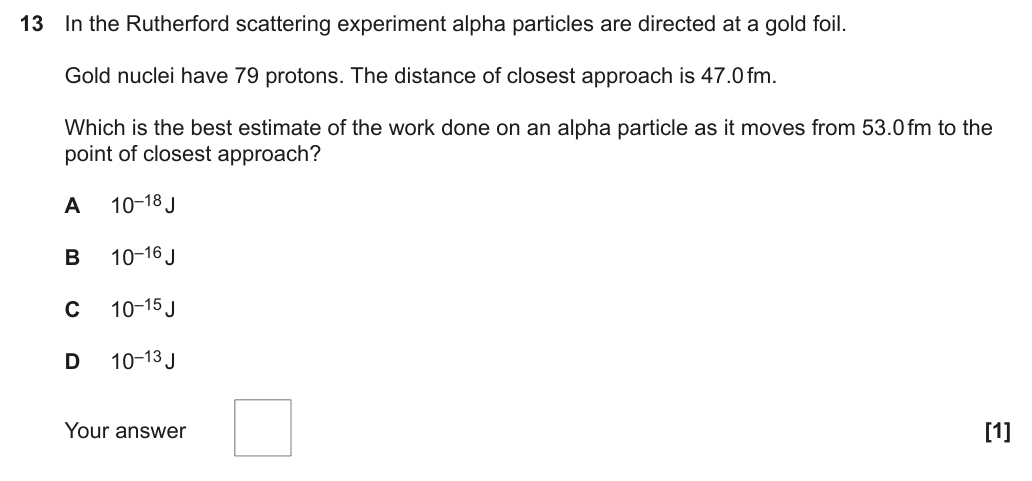 13 In the Rutherford scattering experiment alpha particles are directed at a gold foil.
Gold nuclei have 79 protons. The distance of closest approach is 47.0 fm.
Which is the best estimate of the work done on an alpha particle as it moves from 53.0 fm to the
point of closest approach?
A 10⁻¹⁸ J
B 10⁻¹⁶ J
C 10⁻¹⁵ J
D 10⁻¹³ J
Your answer [1]